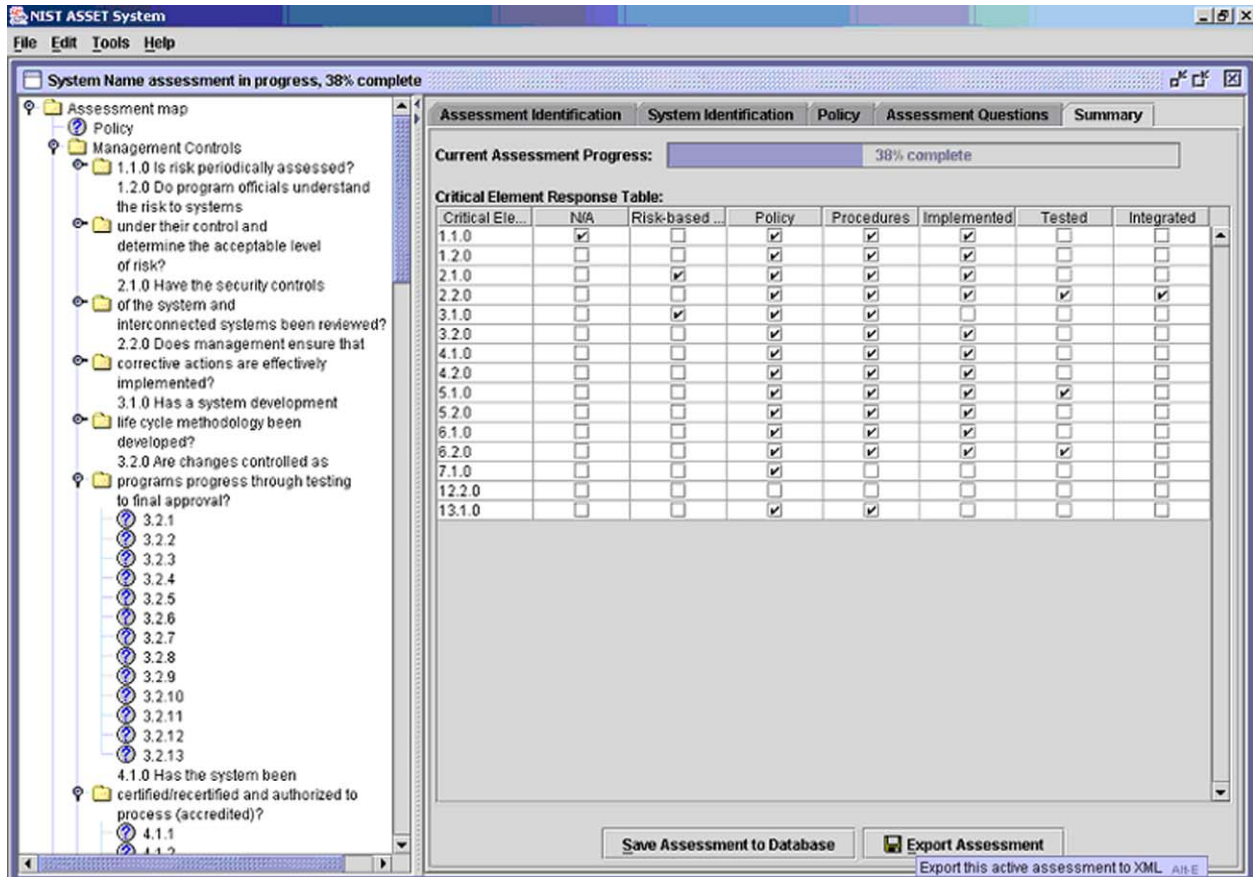 NIST ASSET System
File Edit Tools Help
System Name assessment in progress, 38% complete
Assessment map
Policy
Management Controls
1.1.0 Is risk periodically assessed?
1.2.0 Do program officials understand
the risk to systems
under their control and
determine the acceptable level
of risk?
2.1.0 Have the security controls
of the system and
interconnected systems been reviewed?
2.2.0 Does management ensure that
corrective actions are effectively
implemented?
3.1.0 Has a system development
life cycle methodology been
developed?
3.2.0 Are changes controlled as
programs progress through testing
to final approval?
3.2.1
3.2.2
3.2.3
3.2.4
3.2.5
3.2.6
3.2.7
3.2.8
3.2.9
3.2.10
3.2.11
3.2.12
3.2.13
4.1.0 Has the system been
certified/recertified and authorized to
process (accredited)?
4.1.1
4.1.2
Assessment Identification System Identification Policy Assessment Questions Summary
Current Assessment Progress: 38% complete
Critical Element Response Table:
Critical Ele... N/A Risk-based ... Policy Procedures Implemented Tested Integrated
1.1.0
1.2.0
2.1.0
2.2.0
3.1.0
3.2.0
4.1.0
4.2.0
5.1.0
5.2.0
6.1.0
6.2.0
7.1.0
12.2.0
13.1.0
Save Assessment to Database Export Assessment
Export this active assessment to XML Alt-E